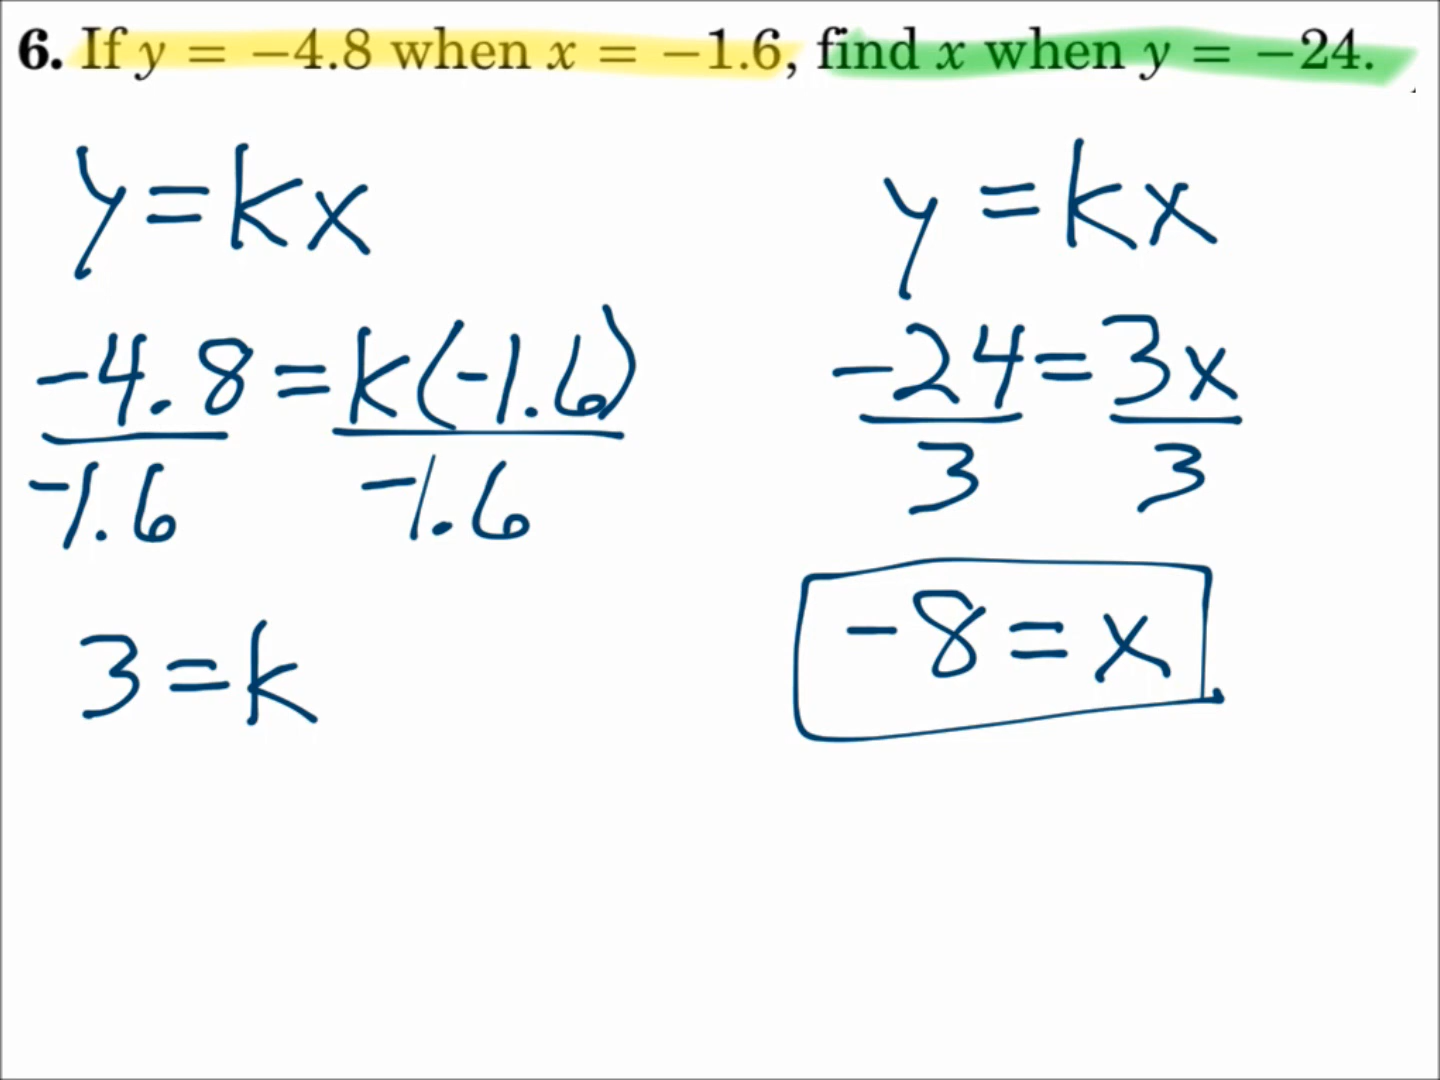 6. If y = −4.8 when x = −1.6, find x when y = −24.
y = kx
-4.8 = k(-1.6)
-1.6 -1.6
3 = k
y = kx
-24 = 3x
3 3
-8 = x